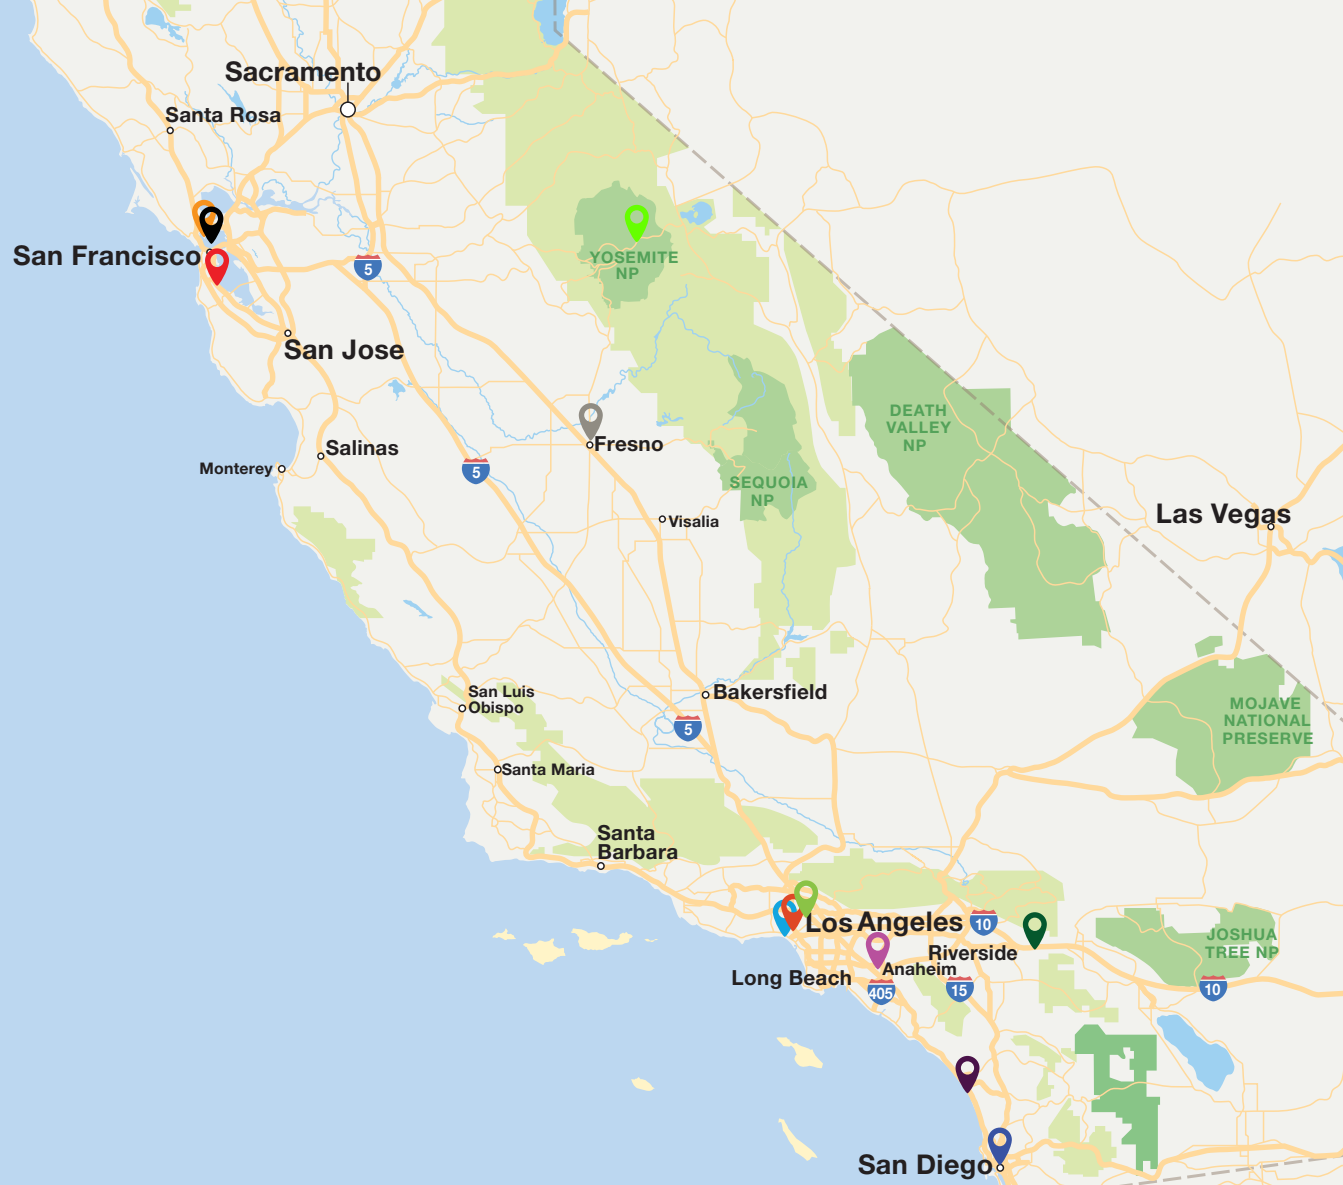 Sacramento
Santa Rosa
San Francisco
5
YOSEMITE
NP
San Jose
DEATH
VALLEY
NP
Fresno
Salinas
Monterey
5
SEQUOIA
NP
Las Vegas
Visalia
San Luis
Obispo
Bakersfield
5
MOJAVE
NATIONAL
PRESERVE
Santa Maria
Santa
Barbara
Los Angeles
10
JOSHUA
TREE NP
Riverside
Anaheim
Long Beach
405
15
10
San Diego